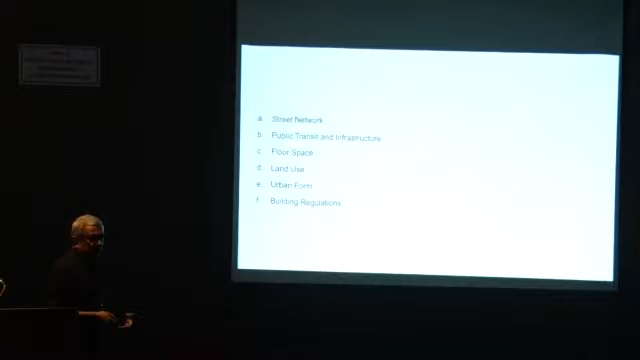 a. Street Network
b. Public Transit and Infrastructure
c. Floor Space
d. Land Use
e. Urban Form
f. Building Regulations